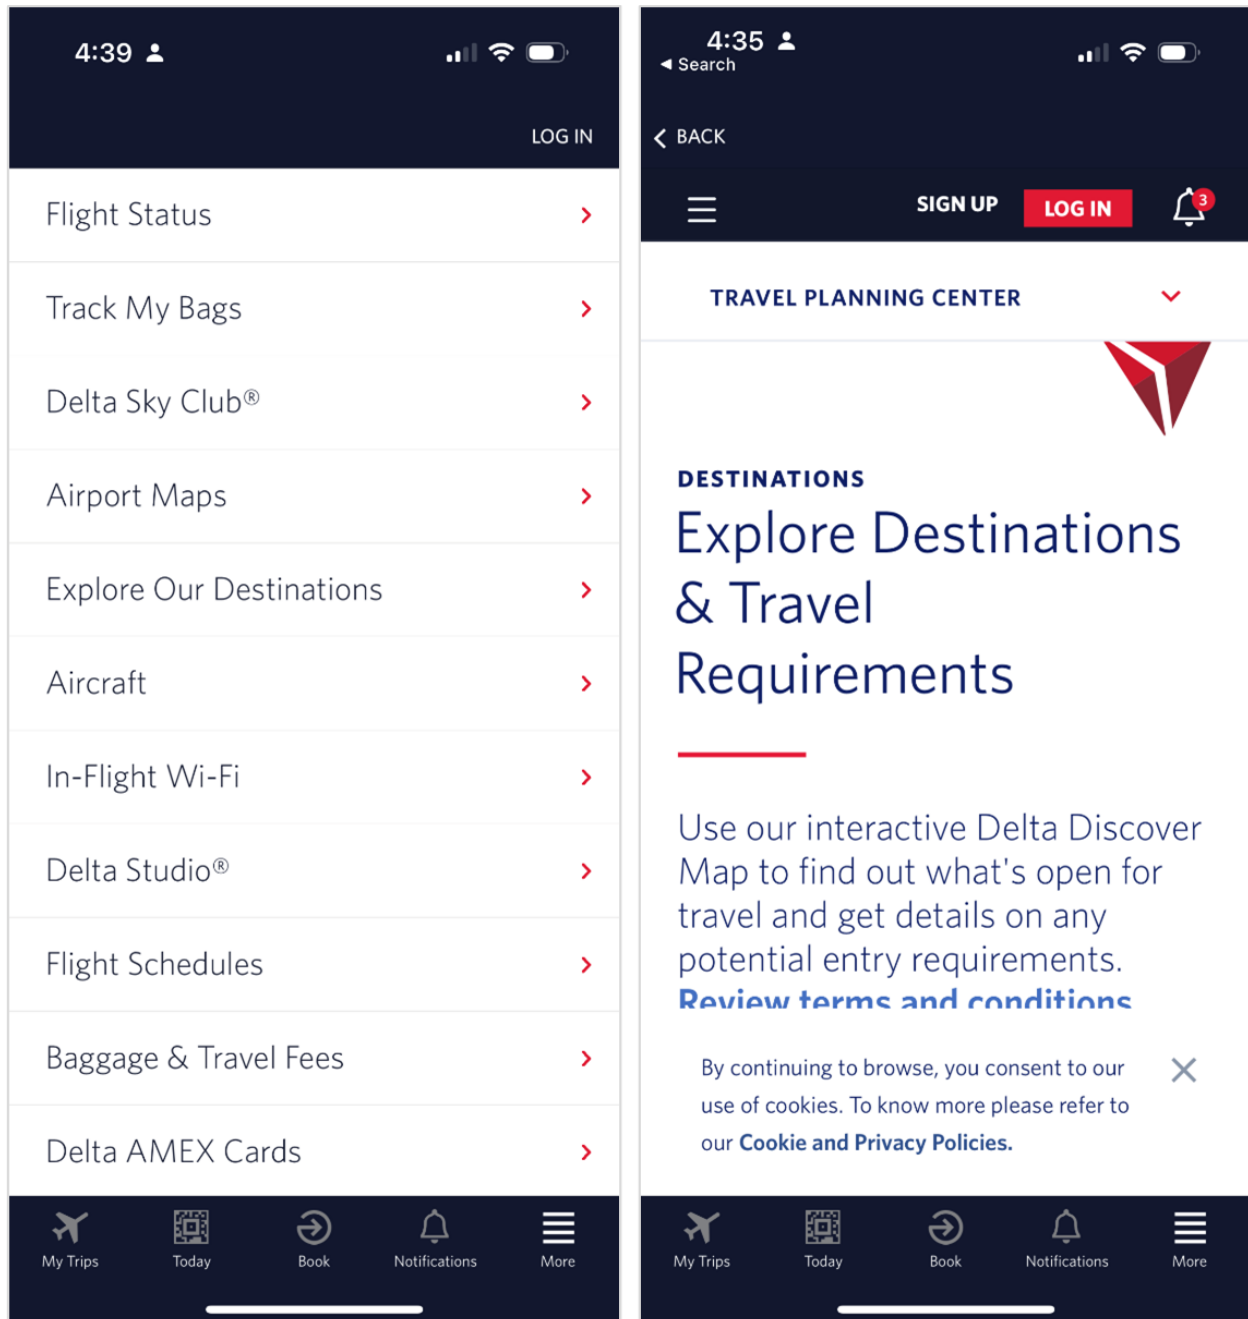 4:39
LOG IN
Flight Status
Track My Bags
Delta Sky Club®
Airport Maps
Explore Our Destinations
Aircraft
In-Flight Wi-Fi
Delta Studio®
Flight Schedules
Baggage & Travel Fees
Delta AMEX Cards
My Trips Today Book Notifications More
4:35
Search
BACK
SIGN UP LOG IN 3
TRAVEL PLANNING CENTER
DESTINATIONS
Explore Destinations
& Travel
Requirements
Use our interactive Delta Discover
Map to find out what's open for
travel and get details on any
potential entry requirements.
Review terms and conditions
By continuing to browse, you consent to our
use of cookies. To know more please refer to
our Cookie and Privacy Policies.
My Trips Today Book Notifications More